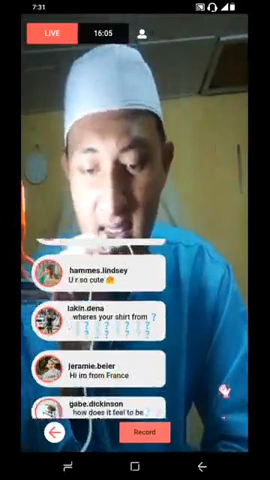 7:31
LIVE
16:05
hammes.lindsey
U r so cute 🤗
lakin.dena
wheres your shirt from ❔
❔ ❔ ❔ ❔
❔ ❔ ❔ ❔
jeramie.beier
Hi im from France
gabe.dickinson
how does it feel to be
Record